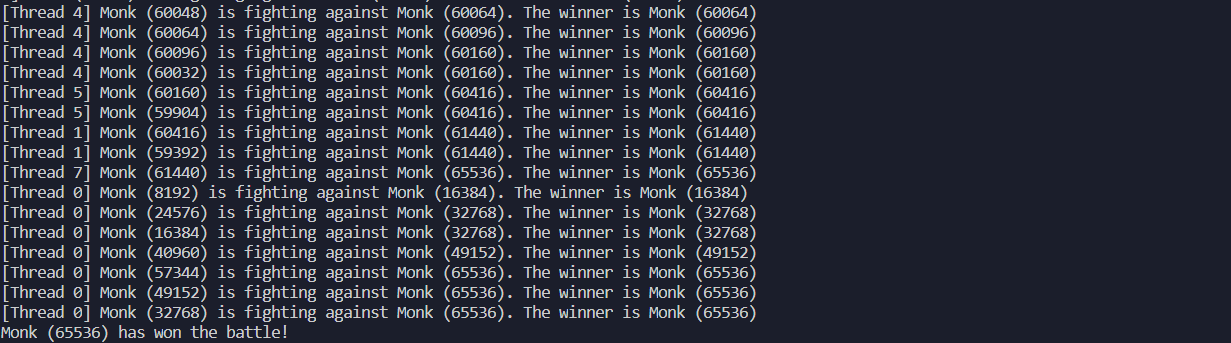 [Thread 4] Monk (60048) is fighting against Monk (60064). The winner is Monk (60064)
[Thread 4] Monk (60064) is fighting against Monk (60096). The winner is Monk (60096)
[Thread 4] Monk (60096) is fighting against Monk (60160). The winner is Monk (60160)
[Thread 4] Monk (60032) is fighting against Monk (60160). The winner is Monk (60160)
[Thread 5] Monk (60160) is fighting against Monk (60416). The winner is Monk (60416)
[Thread 5] Monk (59904) is fighting against Monk (60416). The winner is Monk (60416)
[Thread 1] Monk (60416) is fighting against Monk (61440). The winner is Monk (61440)
[Thread 1] Monk (59392) is fighting against Monk (61440). The winner is Monk (61440)
[Thread 7] Monk (61440) is fighting against Monk (65536). The winner is Monk (65536)
[Thread 0] Monk (8192) is fighting against Monk (16384). The winner is Monk (16384)
[Thread 0] Monk (24576) is fighting against Monk (32768). The winner is Monk (32768)
[Thread 0] Monk (16384) is fighting against Monk (32768). The winner is Monk (32768)
[Thread 0] Monk (40960) is fighting against Monk (49152). The winner is Monk (49152)
[Thread 0] Monk (57344) is fighting against Monk (65536). The winner is Monk (65536)
[Thread 0] Monk (49152) is fighting against Monk (65536). The winner is Monk (65536)
[Thread 0] Monk (32768) is fighting against Monk (65536). The winner is Monk (65536)
Monk (65536) has won the battle!